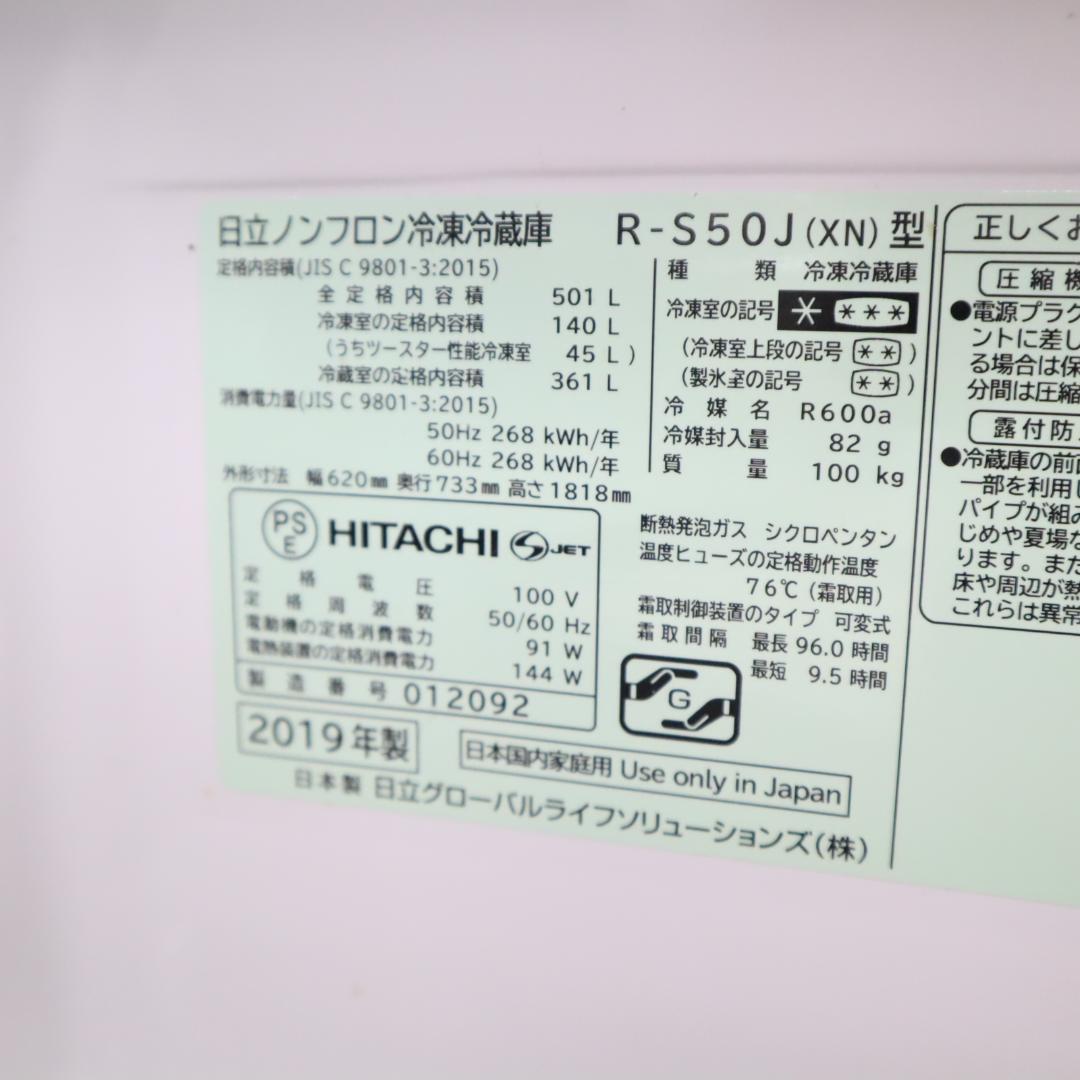 日立ノンフロン冷凍冷蔵庫 R-S50J(XN)型
定格内容積(JIS C 9801-3:2015)
全定格内容積 501 L
冷凍室の定格内容積 140 L
(うちツースター性能冷凍室 45 L)
冷蔵室の定格内容積 361 L
消費電力量(JIS C 9801-3:2015)
50Hz 268 kWh/年
60Hz 268 kWh/年
外形寸法 幅620mm 奥行733mm 高さ1818mm
種類 冷凍冷蔵庫
冷凍室の記号 * ***
(冷凍室上段の記号 **)
(製氷室の記号 **)
冷媒名 R600a
冷媒封入量 82 g
質量 100 kg
PS
E
HITACHI S JET
定格電圧 100 V
定格周波数 50/60 Hz
電動機の定格消費電力 91 W
電熱装置の定格消費電力 144 W
製造番号 012092
断熱発泡ガス シクロペンタン
温度ヒューズの定格動作温度
76℃(霜取用)
霜取制御装置のタイプ 可変式
霜取間隔 最長 96.0 時間
最短 9.5 時間
G
2019年製
日本国内家庭用 Use only in Japan
日本製 日立グローバルライフソリューションズ(株)
正しくお
圧縮機
●電源プラグ
ントに差し
る場合は保
分間は圧縮
露付防
●冷蔵庫の前面
一部を利用し
パイプが組み
じめや夏場な
ります。また
床や周辺が熱
これらは異常